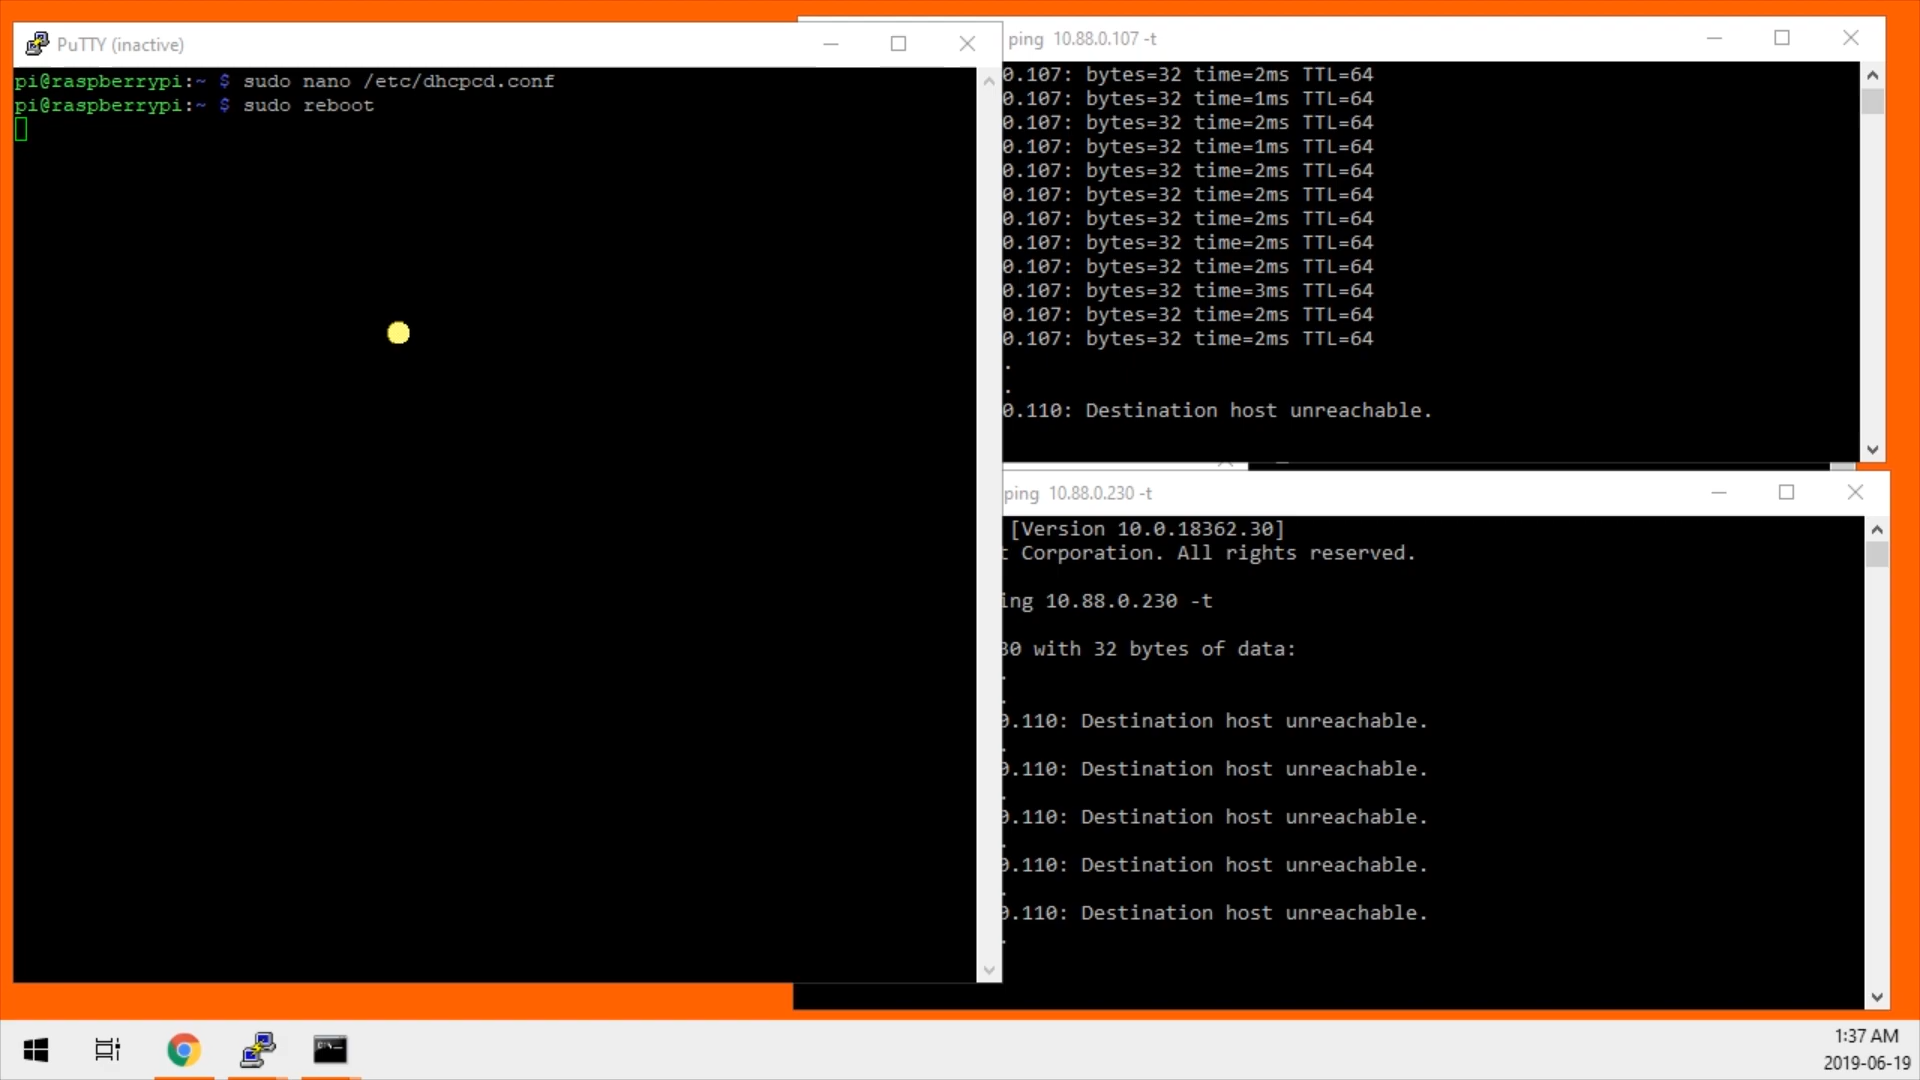 PuTTY (inactive)
pi@raspberrypi:~ $ sudo nano /etc/dhcpcd.conf
pi@raspberrypi:~ $ sudo reboot
ping 10.88.0.107 -t
0.107: bytes=32 time=2ms TTL=64
0.107: bytes=32 time=1ms TTL=64
0.107: bytes=32 time=2ms TTL=64
0.107: bytes=32 time=1ms TTL=64
0.107: bytes=32 time=2ms TTL=64
0.107: bytes=32 time=2ms TTL=64
0.107: bytes=32 time=2ms TTL=64
0.107: bytes=32 time=2ms TTL=64
0.107: bytes=32 time=2ms TTL=64
0.107: bytes=32 time=3ms TTL=64
0.107: bytes=32 time=2ms TTL=64
0.107: bytes=32 time=2ms TTL=64
.
.
0.110: Destination host unreachable.
ping 10.88.0.230 -t
[Version 10.0.18362.30]
t Corporation. All rights reserved.
ing 10.88.0.230 -t
30 with 32 bytes of data:
.
.
0.110: Destination host unreachable.
.
0.110: Destination host unreachable.
.
0.110: Destination host unreachable.
.
0.110: Destination host unreachable.
.
0.110: Destination host unreachable.
.
1:37 AM
2019-06-19